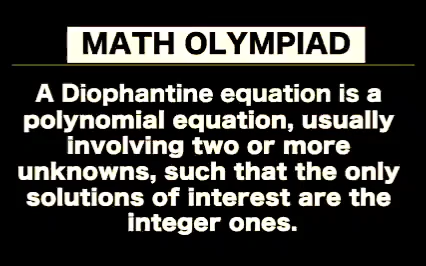 MATH OLYMPIAD
A Diophantine equation is a
polynomial equation, usually
involving two or more
unknowns, such that the only
solutions of interest are the
integer ones.